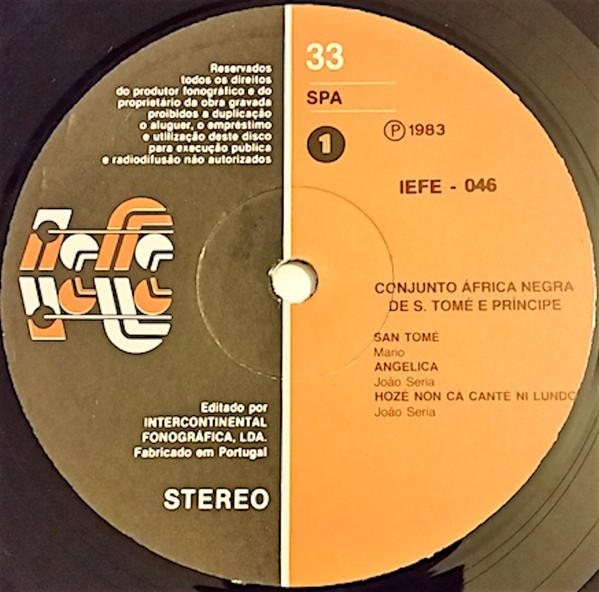 Reservados
todos os direitos
do produtor fonográfico e do
proprietário da obra gravada
proibidos a duplicação
o aluguer, o empréstimo
e utilização deste disco
para execução pública
e radiodifusão não autorizados
iefe
Editado por
INTERCONTINENTAL
FONOGRÁFICA, LDA.
Fabricado em Portugal
STEREO
33
SPA
1
Ⓟ 1983
IEFE - 046
CONJUNTO ÁFRICA NEGRA
DE S. TOMÉ E PRÍNCIPE
SAN TOMÉ
Mario
ANGELICA
João Seria
HOZÉ NON CÁ CANTÉ NI LUNDO
João Seria